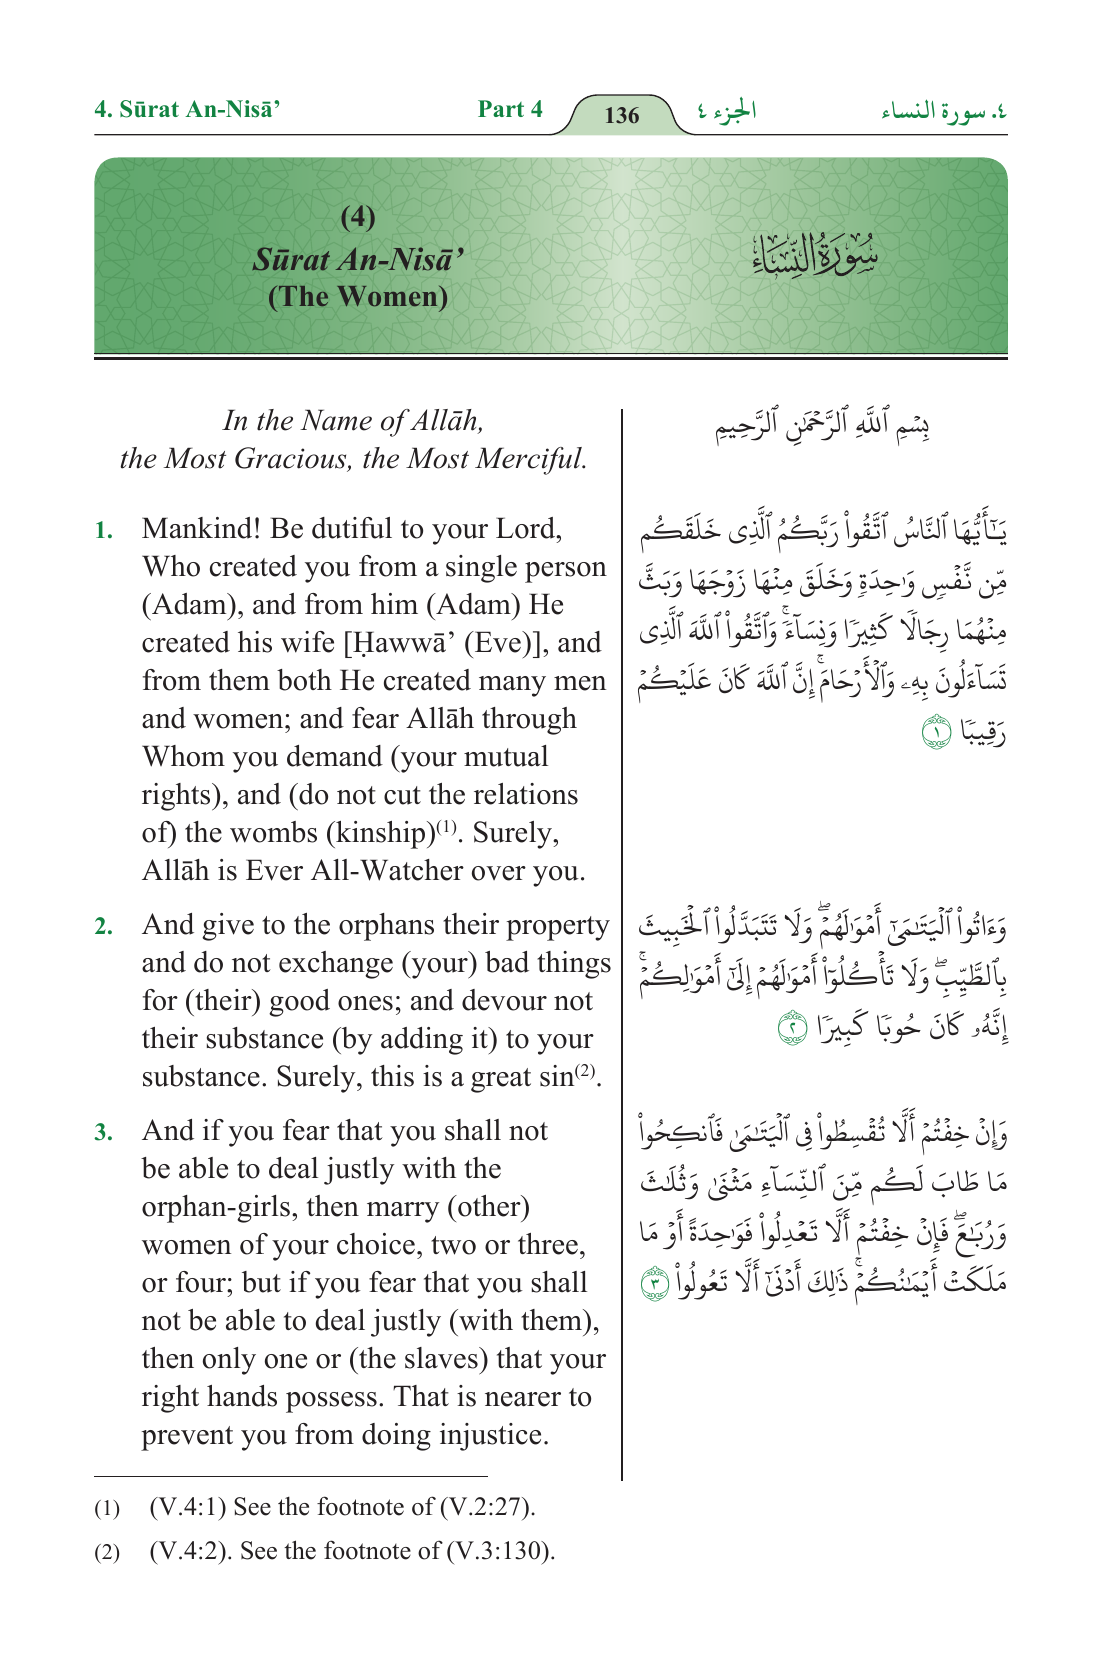 4. Sūrat An-Nisā’ Part 4 136 الجزء ٤ ٤. سورة النساء
(4)
Sūrat An-Nisā’
(The Women)
سُورَةُ النِّسَاءِ
In the Name of Allāh,
the Most Gracious, the Most Merciful.
1. Mankind! Be dutiful to your Lord,
Who created you from a single person
(Adam), and from him (Adam) He
created his wife [Ḥawwā’ (Eve)], and
from them both He created many men
and women; and fear Allāh through
Whom you demand (your mutual
rights), and (do not cut the relations
of) the wombs (kinship)(1). Surely,
Allāh is Ever All-Watcher over you.
2. And give to the orphans their property
and do not exchange (your) bad things
for (their) good ones; and devour not
their substance (by adding it) to your
substance. Surely, this is a great sin(2).
3. And if you fear that you shall not
be able to deal justly with the
orphan-girls, then marry (other)
women of your choice, two or three,
or four; but if you fear that you shall
not be able to deal justly (with them),
then only one or (the slaves) that your
right hands possess. That is nearer to
prevent you from doing injustice.
بِسۡمِ ٱللَّهِ ٱلرَّحۡمَٰنِ ٱلرَّحِيمِ
يَـٰٓأَيُّهَا ٱلنَّاسُ ٱتَّقُواْ رَبَّكُمُ ٱلَّذِى خَلَقَكُم
مِّن نَّفۡسٍ وَٰحِدَةٍ وَخَلَقَ مِنۡهَا زَوۡجَهَا وَبَثَّ
مِنۡهُمَا رِجَالًا كَثِيرًا وَنِسَآءًۚ وَٱتَّقُواْ ٱللَّهَ ٱلَّذِى
تَسَآءَلُونَ بِهِۦ وَٱلۡأَرۡحَامَۚ إِنَّ ٱللَّهَ كَانَ عَلَيۡكُمۡ
رَقِيبًا ١
وَءَاتُواْ ٱلۡيَتَـٰمَىٰٓ أَمۡوَٰلَهُمۡۖ وَلَا تَتَبَدَّلُواْ ٱلۡخَبِيثَ
بِٱلطَّيِّبِۖ وَلَا تَأۡكُلُوٓاْ أَمۡوَٰلَهُمۡ إِلَىٰٓ أَمۡوَٰلِكُمۡۚ
إِنَّهُۥ كَانَ حُوبًا كَبِيرًا ٢
وَإِنۡ خِفۡتُمۡ أَلَّا تُقۡسِطُواْ فِى ٱلۡيَتَـٰمَىٰ فَٱنكِحُواْ
مَا طَابَ لَكُم مِّنَ ٱلنِّسَآءِ مَثۡنَىٰ وَثُلَـٰثَ
وَرُبَـٰعَۖ فَإِنۡ خِفۡتُمۡ أَلَّا تَعۡدِلُواْ فَوَٰحِدَةً أَوۡ مَا
مَلَكَتۡ أَيۡمَـٰنُكُمۡۚ ذَٰلِكَ أَدۡنَىٰٓ أَلَّا تَعُولُواْ ٣
(1) (V.4:1) See the footnote of (V.2:27).
(2) (V.4:2). See the footnote of (V.3:130).